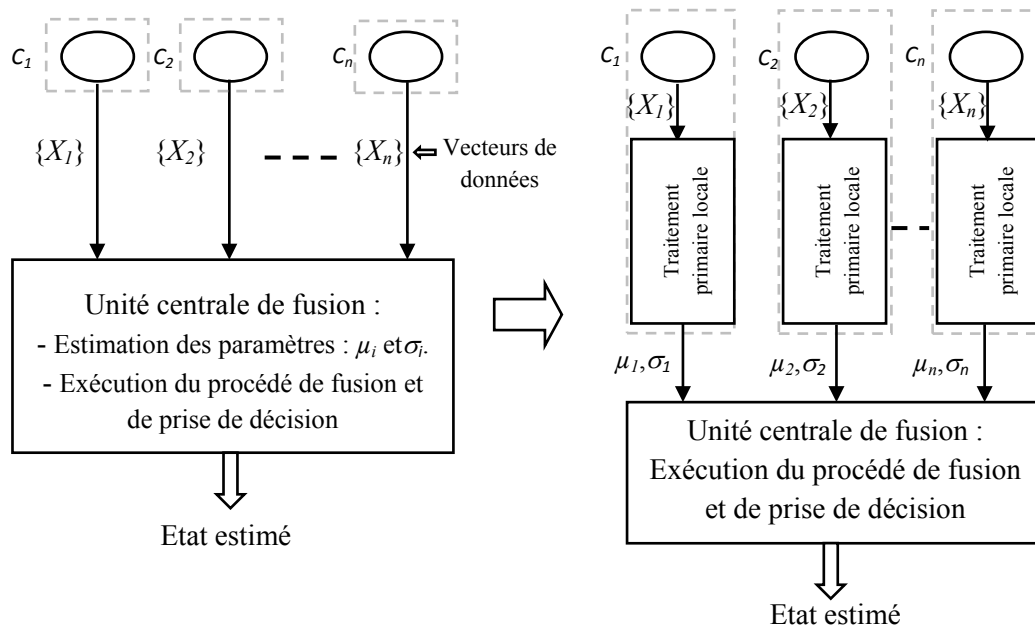 C1
C2
Cn
{X1}
{X2}
{Xn}
Vecteurs de
données
Unité centrale de fusion :
- Estimation des paramètres : μi et σi.
- Exécution du procédé de fusion et
de prise de décision
Etat estimé
C1
C2
Cn
{X1}
{X2}
{Xn}
Traitement
primaire locale
Traitement
primaire locale
Traitement
primaire locale
μ1,σ1
μ2,σ2
μn,σn
Unité centrale de fusion :
Exécution du procédé de fusion
et de prise de décision
Etat estimé